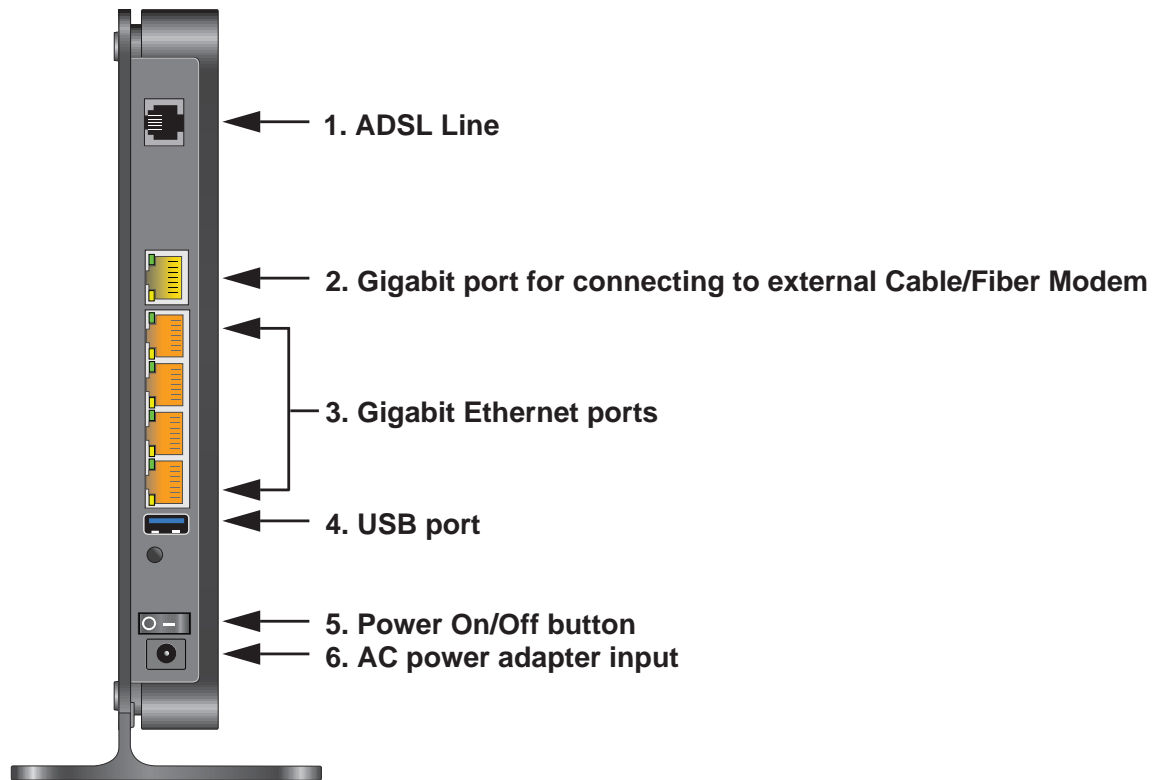 1. ADSL Line
2. Gigabit port for connecting to external Cable/Fiber Modem
3. Gigabit Ethernet ports
4. USB port
5. Power On/Off button
6. AC power adapter input